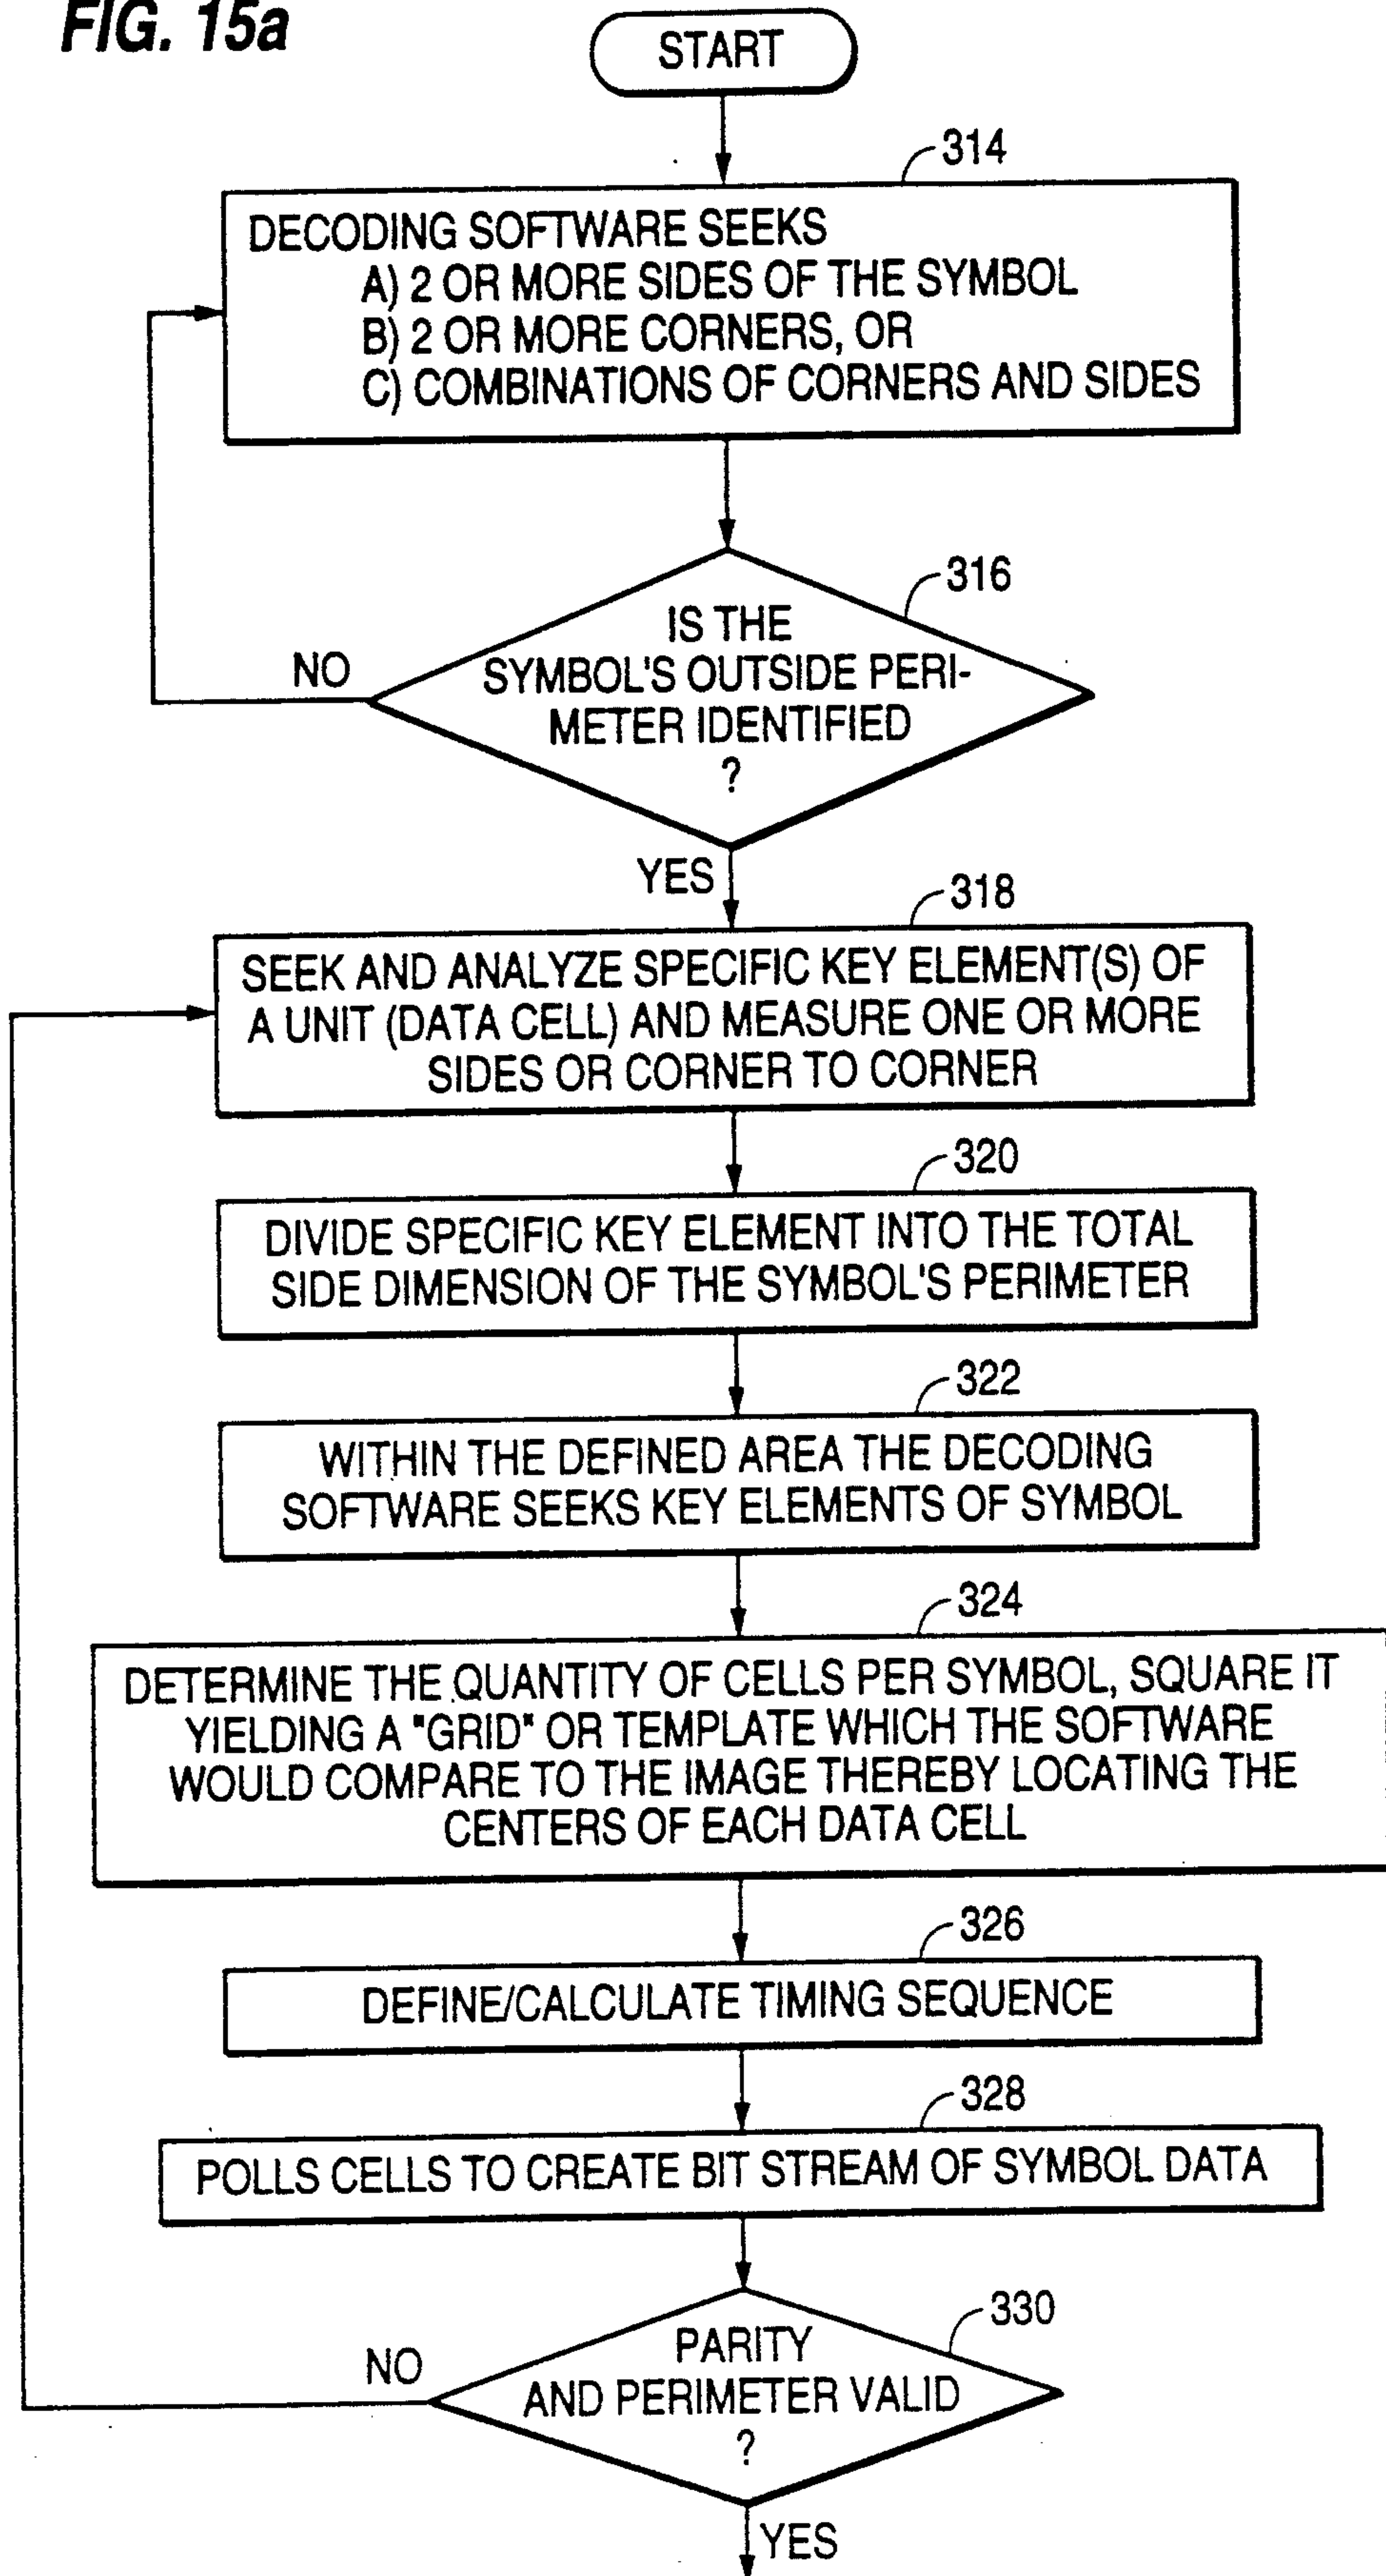 FIG. 15a
START
314
DECODING SOFTWARE SEEKS
A) 2 OR MORE SIDES OF THE SYMBOL
B) 2 OR MORE CORNERS, OR
C) COMBINATIONS OF CORNERS AND SIDES
316
IS THE
SYMBOL'S OUTSIDE PERI-
METER IDENTIFIED
?
NO
YES
318
SEEK AND ANALYZE SPECIFIC KEY ELEMENT(S) OF
A UNIT (DATA CELL) AND MEASURE ONE OR MORE
SIDES OR CORNER TO CORNER
320
DIVIDE SPECIFIC KEY ELEMENT INTO THE TOTAL
SIDE DIMENSION OF THE SYMBOL'S PERIMETER
322
WITHIN THE DEFINED AREA THE DECODING
SOFTWARE SEEKS KEY ELEMENTS OF SYMBOL
324
DETERMINE THE QUANTITY OF CELLS PER SYMBOL, SQUARE IT
YIELDING A "GRID" OR TEMPLATE WHICH THE SOFTWARE
WOULD COMPARE TO THE IMAGE THEREBY LOCATING THE
CENTERS OF EACH DATA CELL
326
DEFINE/CALCULATE TIMING SEQUENCE
328
POLLS CELLS TO CREATE BIT STREAM OF SYMBOL DATA
330
PARITY
AND PERIMETER VALID
?
NO
YES